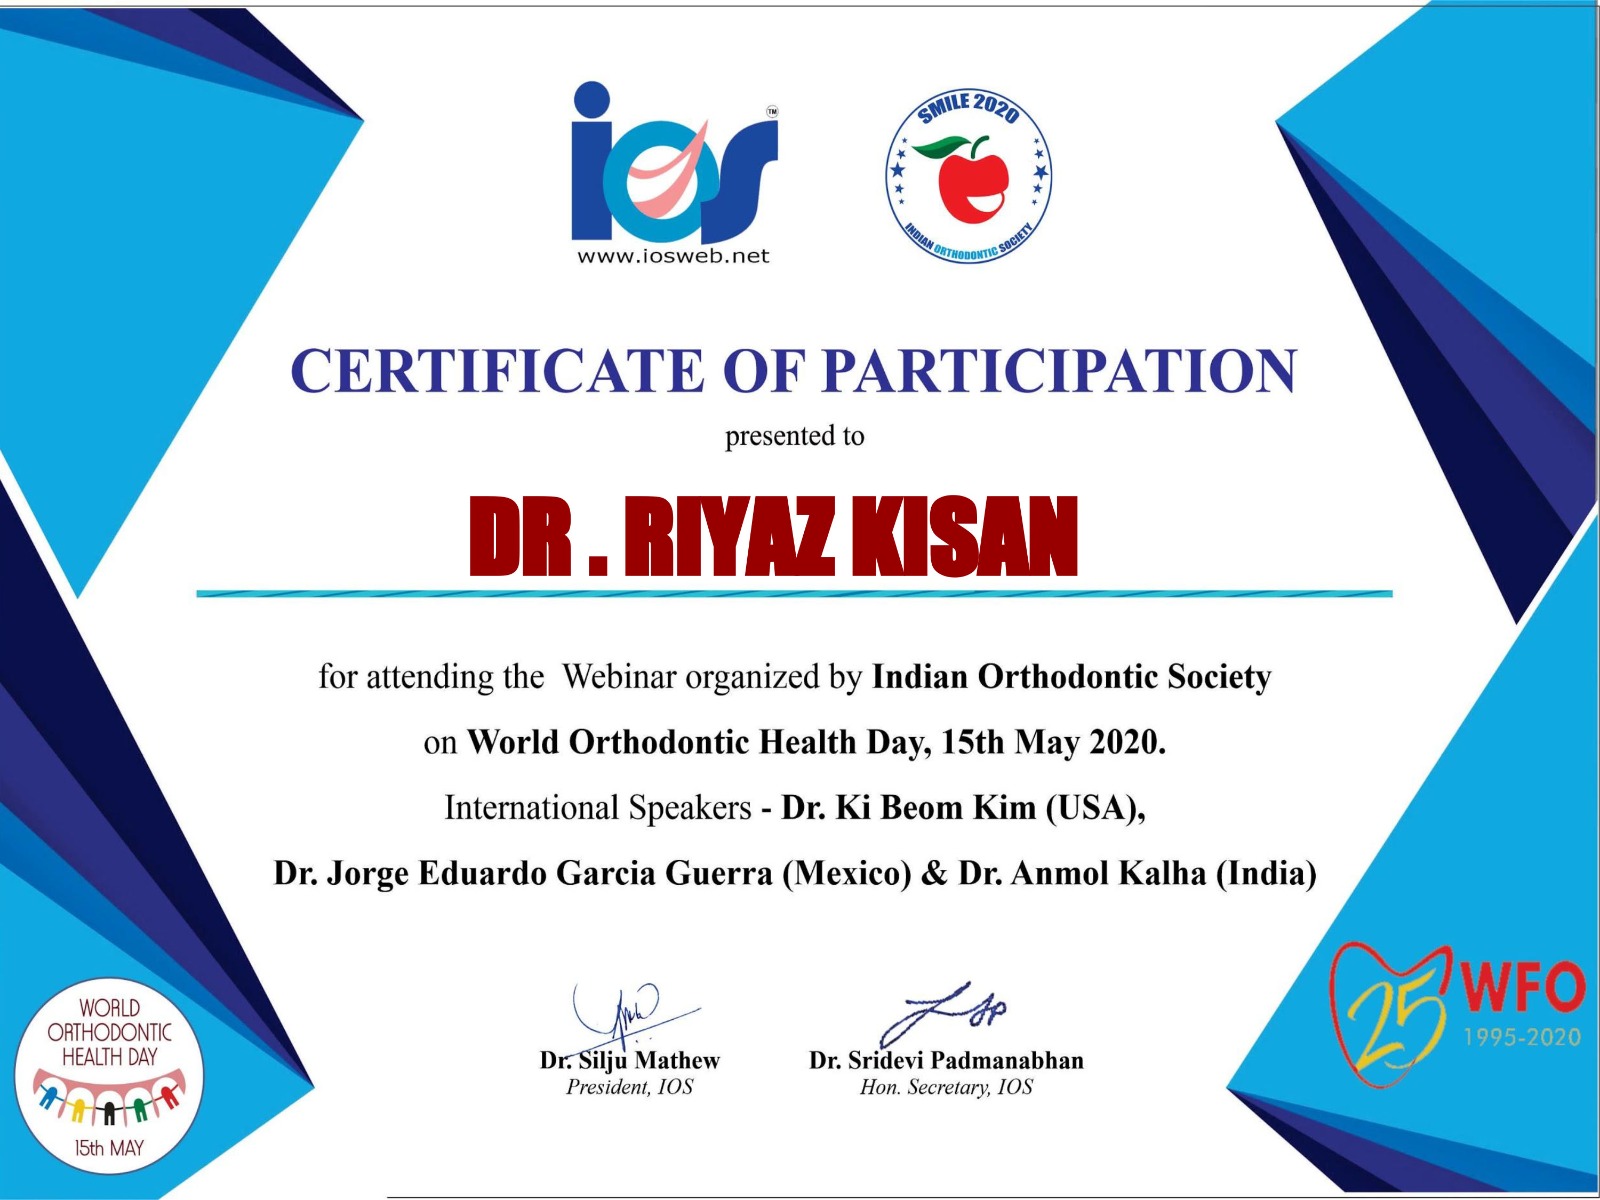 ios
TM
www.iosweb.net
SMILE 2020
INDIAN ORTHODONTIC SOCIETY
CERTIFICATE OF PARTICIPATION
presented to
DR . RIYAZ KISAN
for attending the Webinar organized by Indian Orthodontic Society
on World Orthodontic Health Day, 15th May 2020.
International Speakers - Dr. Ki Beom Kim (USA),
Dr. Jorge Eduardo Garcia Guerra (Mexico) & Dr. Anmol Kalha (India)
Dr. Silju Mathew
President, IOS
Dr. Sridevi Padmanabhan
Hon. Secretary, IOS
WORLD
ORTHODONTIC
HEALTH DAY
15th MAY
25 WFO
1995-2020